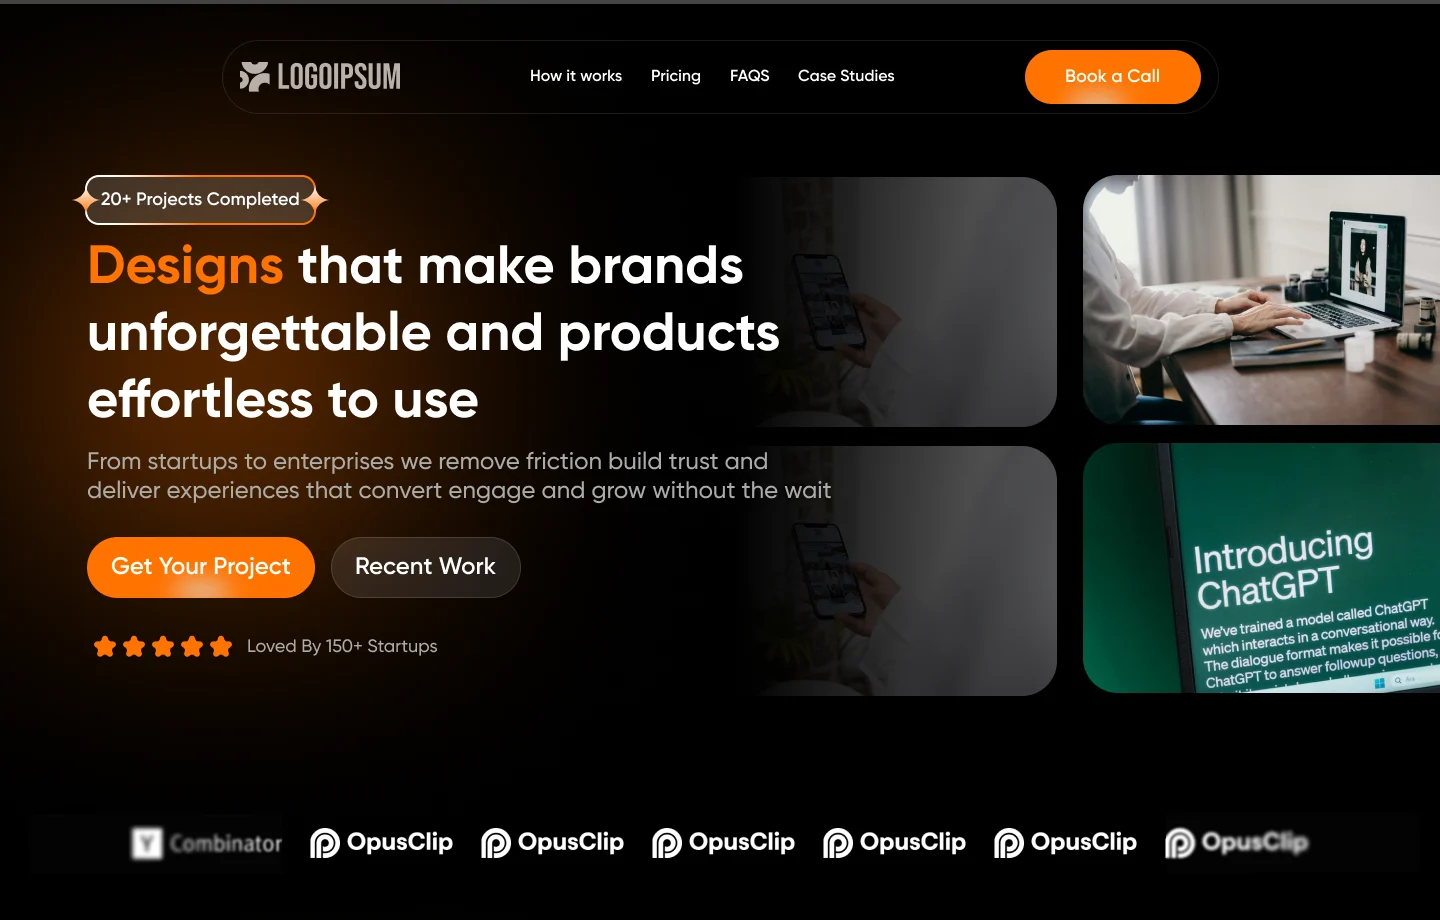 LOGOIPSUM
How it works
Pricing
FAQS
Case Studies
Book a Call
20+ Projects Completed
Designs that make brands
unforgettable and products
effortless to use
From startups to enterprises we remove friction build trust and
deliver experiences that convert engage and grow without the wait
Get Your Project
Recent Work
Loved By 150+ Startups
Introducing
ChatGPT
We've trained a model called ChatGPT
which interacts in a conversational way.
The dialogue format makes it possible
ChatGPT to answer followup questions,
Y Combinator
OpusClip
OpusClip
OpusClip
OpusClip
OpusClip
OpusClip